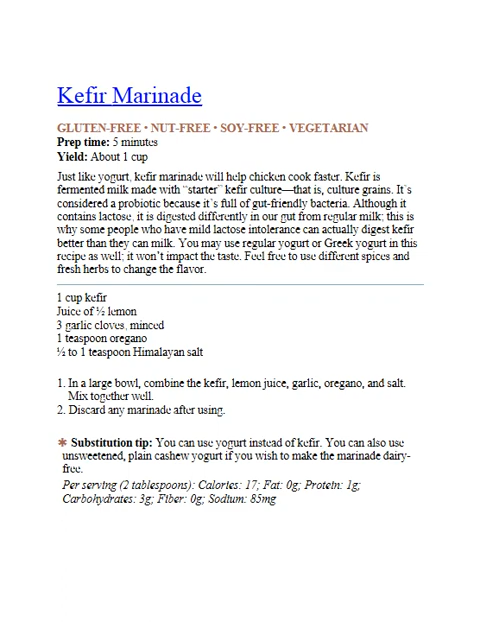 Kefir Marinade
GLUTEN-FREE • NUT-FREE • SOY-FREE • VEGETARIAN
Prep time: 5 minutes
Yield: About 1 cup
Just like yogurt, kefir marinade will help chicken cook faster. Kefir is
fermented milk made with “starter” kefir culture—that is, culture grains. It’s
considered a probiotic because it’s full of gut-friendly bacteria. Although it
contains lactose, it is digested differently in our gut from regular milk; this is
why some people who have mild lactose intolerance can actually digest kefir
better than they can milk. You may use regular yogurt or Greek yogurt in this
recipe as well; it won’t impact the taste. Feel free to use different spices and
fresh herbs to change the flavor.
1 cup kefir
Juice of ½ lemon
3 garlic cloves, minced
1 teaspoon oregano
½ to 1 teaspoon Himalayan salt
1. In a large bowl, combine the kefir, lemon juice, garlic, oregano, and salt.
Mix together well.
2. Discard any marinade after using.
✱ Substitution tip: You can use yogurt instead of kefir. You can also use
unsweetened, plain cashew yogurt if you wish to make the marinade dairy-
free.
Per serving (2 tablespoons): Calories: 17; Fat: 0g; Protein: 1g;
Carbohydrates: 3g; Fiber: 0g; Sodium: 85mg